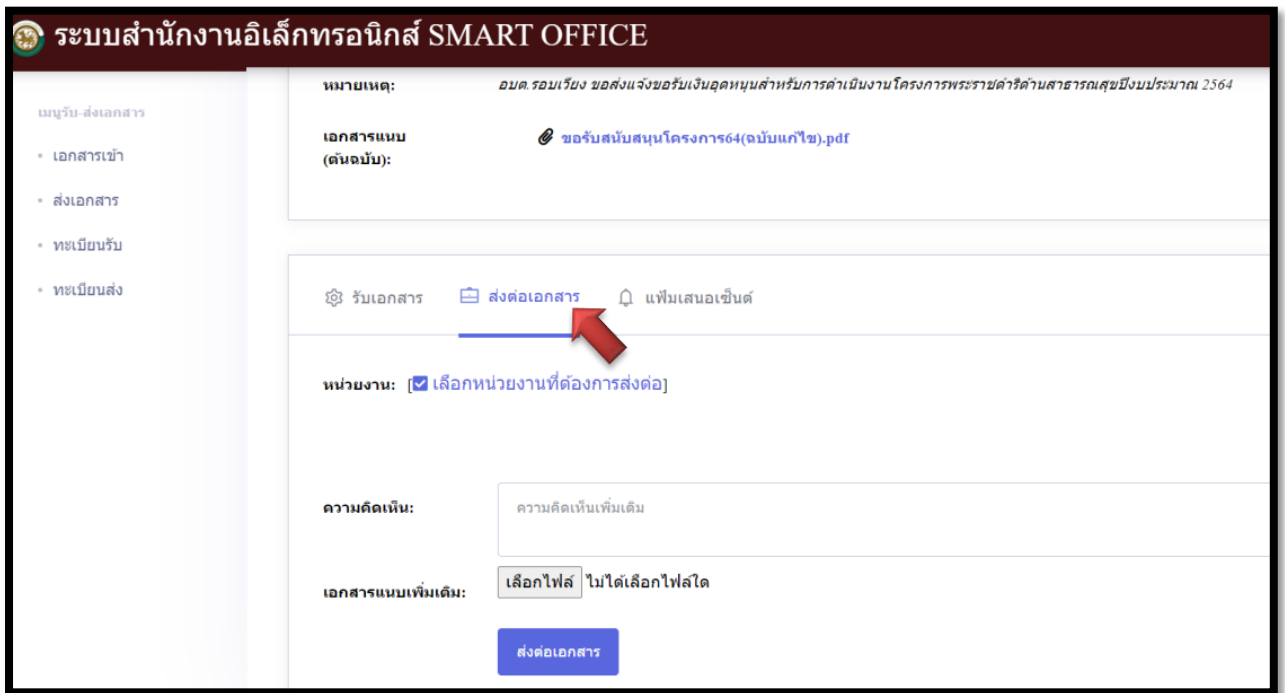 ระบบสำนักงานอิเล็กทรอนิกส์ SMART OFFICE
เมนูรับ-ส่งเอกสาร
เอกสารเข้า
ส่งเอกสาร
ทะเบียนรับ
ทะเบียนส่ง
หมายเหตุ: อบต.รอบเวียง ขอส่งแจ้งขอรับเงินอุดหนุนสำหรับการดำเนินงานโครงการพระราชดำริด้านสาธารณสุขปีงบประมาณ 2564
เอกสารแนบ
(ต้นฉบับ): ขอรับสนับสนุนโครงการ64(ฉบับแก้ไข).pdf
รับเอกสาร ส่งต่อเอกสาร แฟ้มเสนอเซ็นต์
หน่วยงาน: [เลือกหน่วยงานที่ต้องการส่งต่อ]
ความคิดเห็น: ความคิดเห็นเพิ่มเติม
เอกสารแนบเพิ่มเติม: เลือกไฟล์ ไม่ได้เลือกไฟล์ใด
ส่งต่อเอกสาร